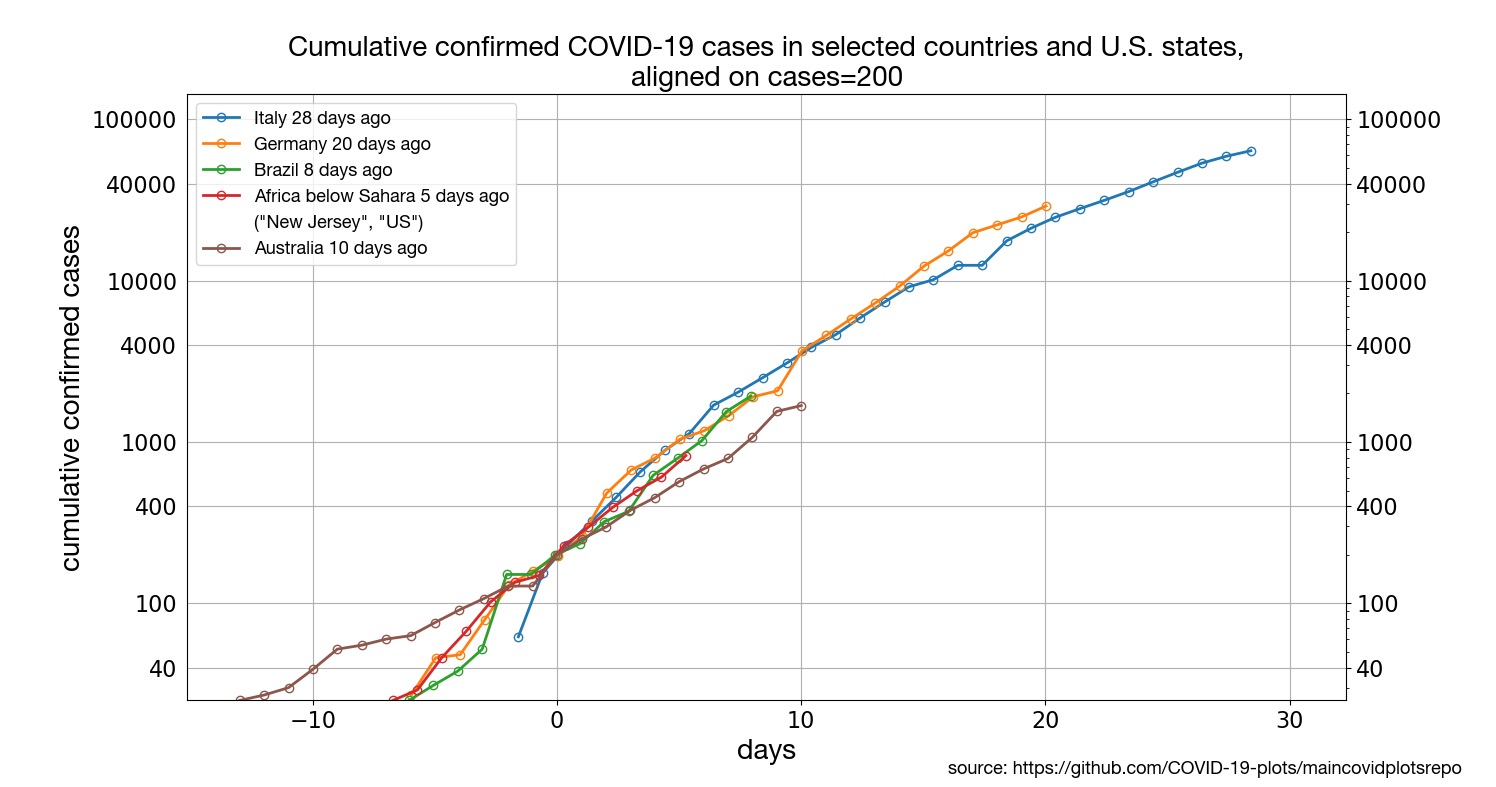 Cumulative confirmed COVID-19 cases in selected countries and U.S. states,
aligned on cases=200
Italy 28 days ago
Germany 20 days ago
Brazil 8 days ago
Africa below Sahara 5 days ago
("New Jersey", "US")
Australia 10 days ago
cumulative confirmed cases
100000
40000
10000
4000
1000
400
100
40
100000
40000
10000
4000
1000
400
100
40
−10
0
10
20
30
days
source: https://github.com/COVID-19-plots/maincovidplotsrepo